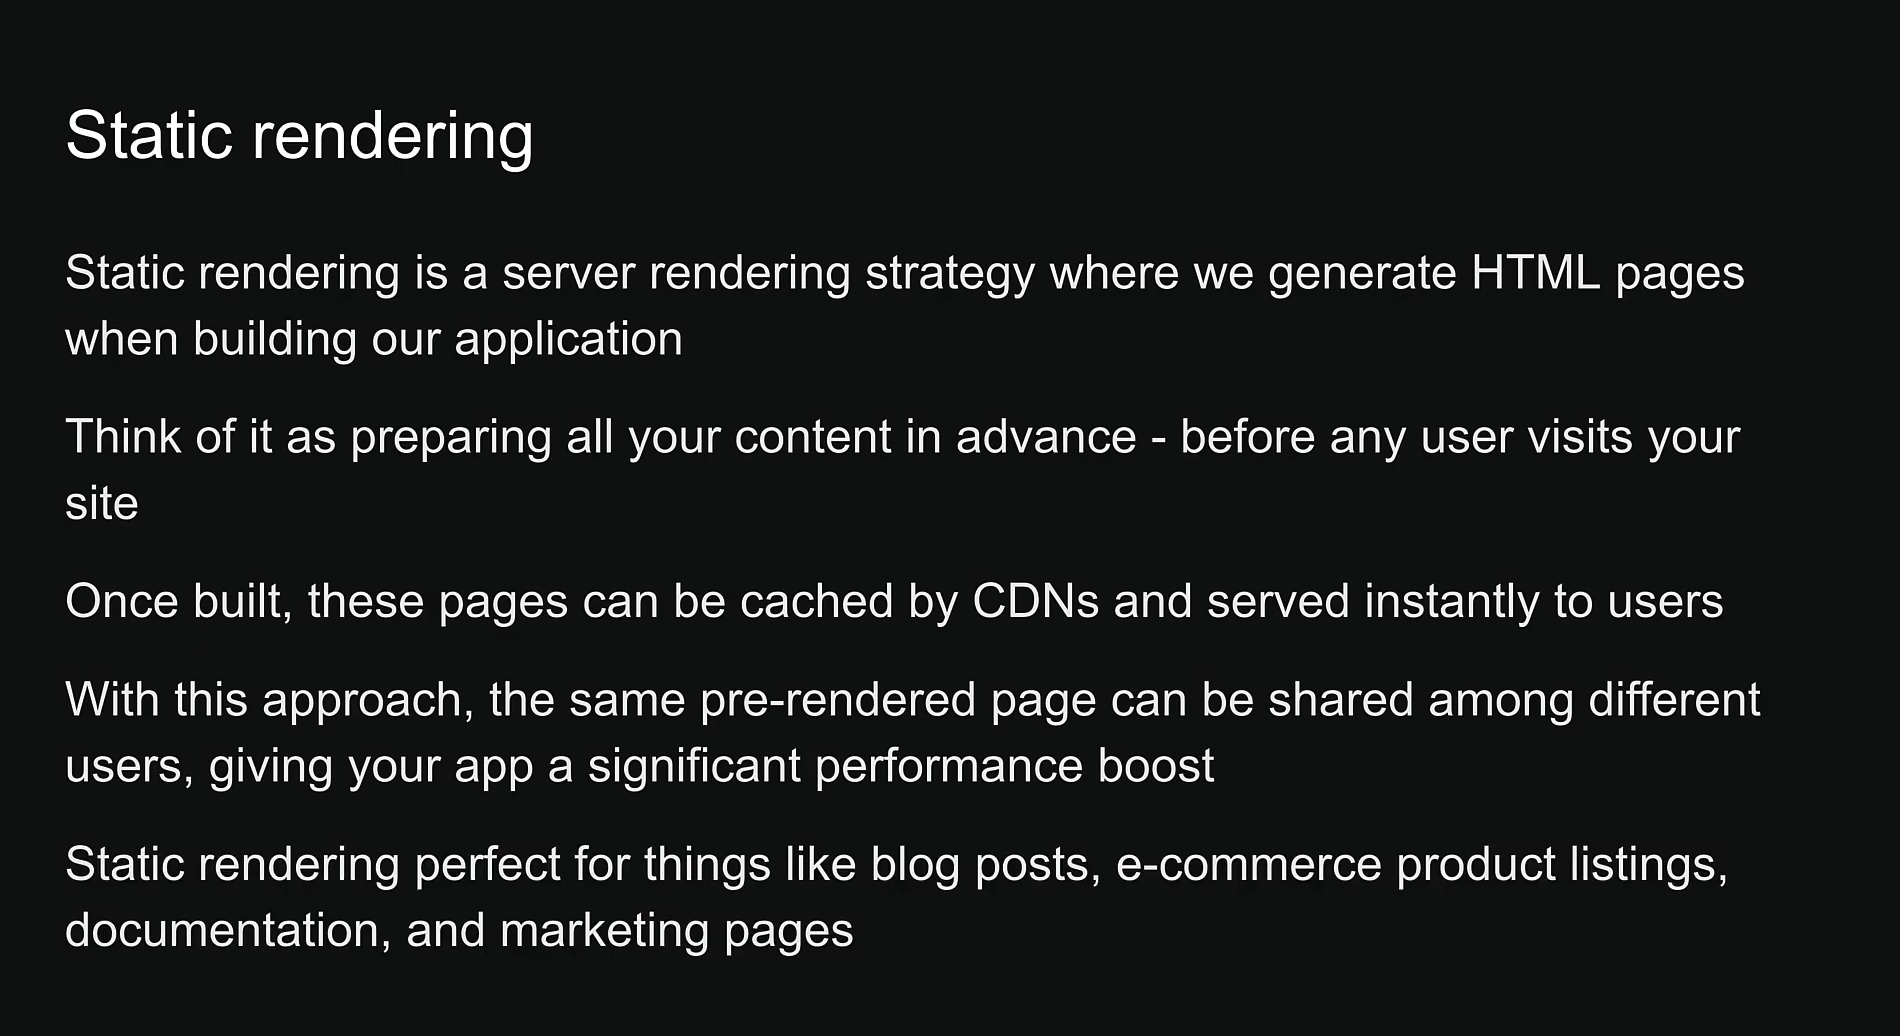 Static rendering
Static rendering is a server rendering strategy where we generate HTML pages
when building our application
Think of it as preparing all your content in advance - before any user visits your
site
Once built, these pages can be cached by CDNs and served instantly to users
With this approach, the same pre-rendered page can be shared among different
users, giving your app a significant performance boost
Static rendering perfect for things like blog posts, e-commerce product listings,
documentation, and marketing pages